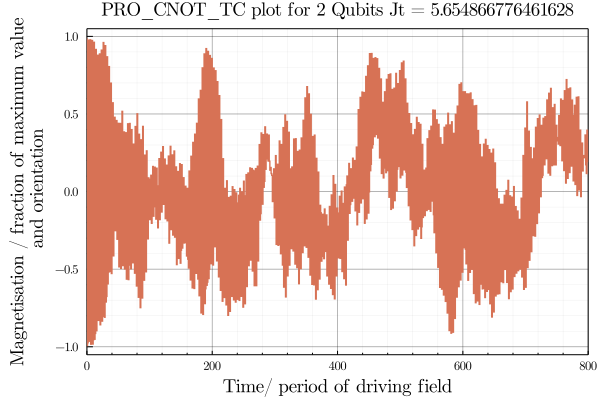 PRO_CNOT_TC plot for 2 Qubits Jt = 5.654866776461628
Magnetisation / fraction of maximum value
and orientation
1.0
0.5
0.0
−0.5
−1.0
0 200 400 600 800
Time/ period of driving field